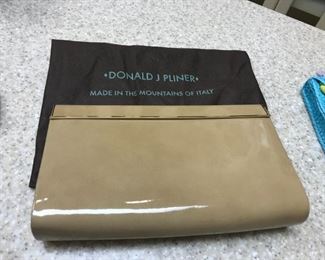 •DONALD J PLINER•
MADE IN THE MOUNTAINS OF ITALY